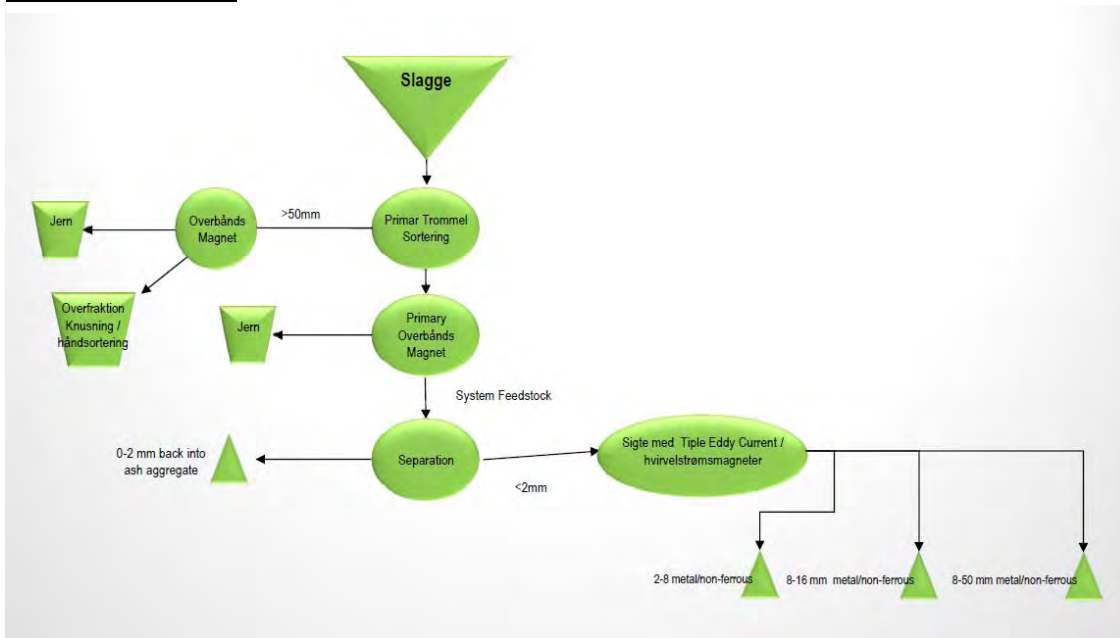 Slagge
Primar Trommel
Sortering
>50mm
Overbånds
Magnet
Jern
Overfraktion
Knusning /
håndsortering
Primary
Overbånds
Magnet
Jern
System Feedstock
Separation
0-2 mm back into
ash aggregate
<2mm
Sigte med Tiple Eddy Current /
hvirvelstrømsmagneter
2-8 metal/non-ferrous
8-16 mm metal/non-ferrous
8-50 mm metal/non-ferrous